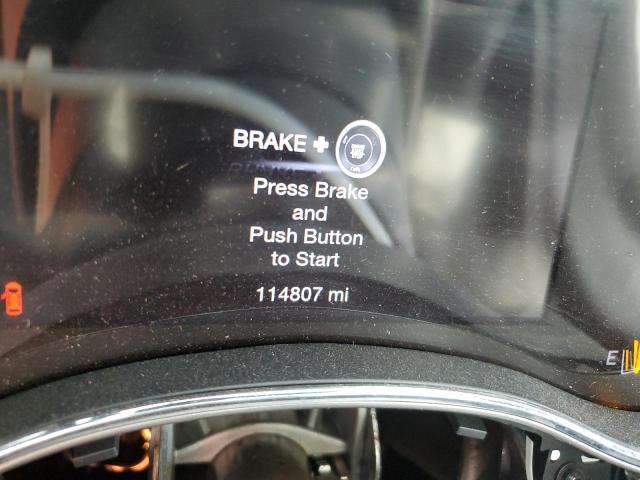 BRAKE +
Press Brake
and
Push Button
to Start
114807 mi
E